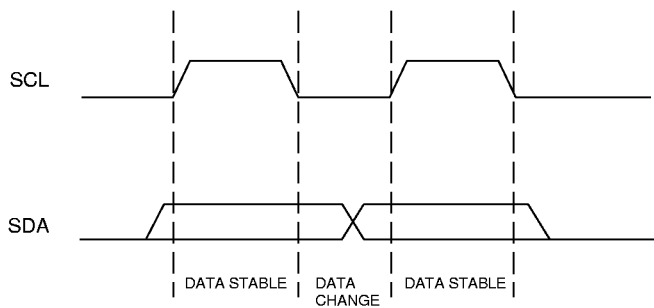 SCL
SDA
DATA STABLE
DATA
CHANGE
DATA STABLE